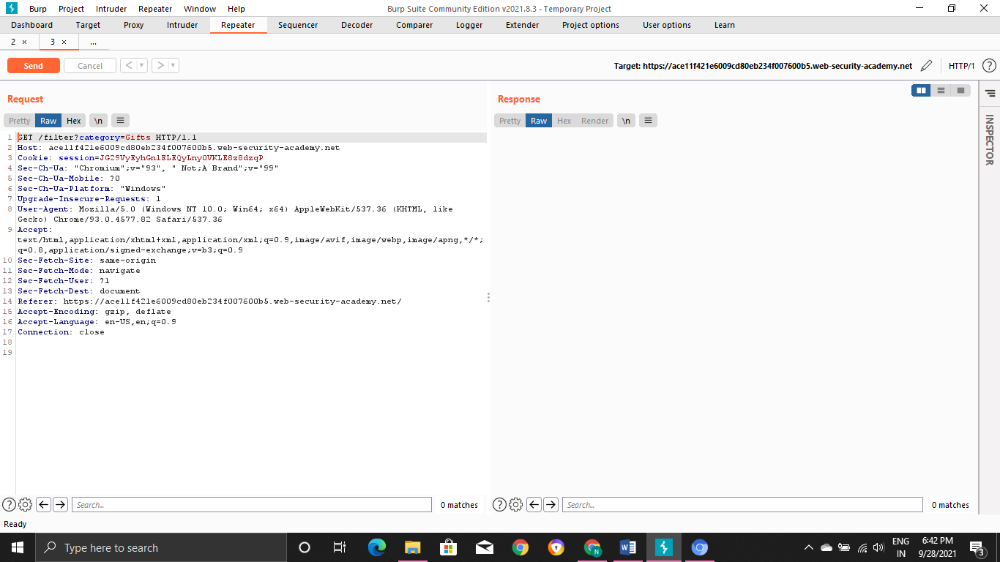 Burp Project Intruder Repeater Window Help Burp Suite Community Edition v2021.8.3 - Temporary Project
Dashboard Target Proxy Intruder Repeater Sequencer Decoder Comparer Logger Extender Project options User options Learn
2 × 3 × ...
Send Cancel < > Target: https://ace11f421e6009cd80eb234f007600b5.web-security-academy.net HTTP/1 ?
Request
Pretty Raw Hex \n
1 GET /filter?category=Gifts HTTP/1.1
2 Host: ace11f421e6009cd80eb234f007600b5.web-security-academy.net
3 Cookie: session=JG29VyEyhGnlELEQyLny0VKLE8z8dzqP
4 Sec-Ch-Ua: "Chromium";v="93", " Not;A Brand";v="99"
5 Sec-Ch-Ua-Mobile: ?0
6 Sec-Ch-Ua-Platform: "Windows"
7 Upgrade-Insecure-Requests: 1
8 User-Agent: Mozilla/5.0 (Windows NT 10.0; Win64; x64) AppleWebKit/537.36 (KHTML, like
Gecko) Chrome/93.0.4577.82 Safari/537.36
9 Accept:
text/html,application/xhtml+xml,application/xml;q=0.9,image/avif,image/webp,image/apng,*/*;
q=0.8,application/signed-exchange;v=b3;q=0.9
10 Sec-Fetch-Site: same-origin
11 Sec-Fetch-Mode: navigate
12 Sec-Fetch-User: ?1
13 Sec-Fetch-Dest: document
14 Referer: https://ace11f421e6009cd80eb234f007600b5.web-security-academy.net/
15 Accept-Encoding: gzip, deflate
16 Accept-Language: en-US,en;q=0.9
17 Connection: close
18
19
? Search... 0 matches
Response
Pretty Raw Hex Render \n
? Search... 0 matches
INSPECTOR
Ready
Type here to search
N
ENG
IN
6:42 PM
9/28/2021
3